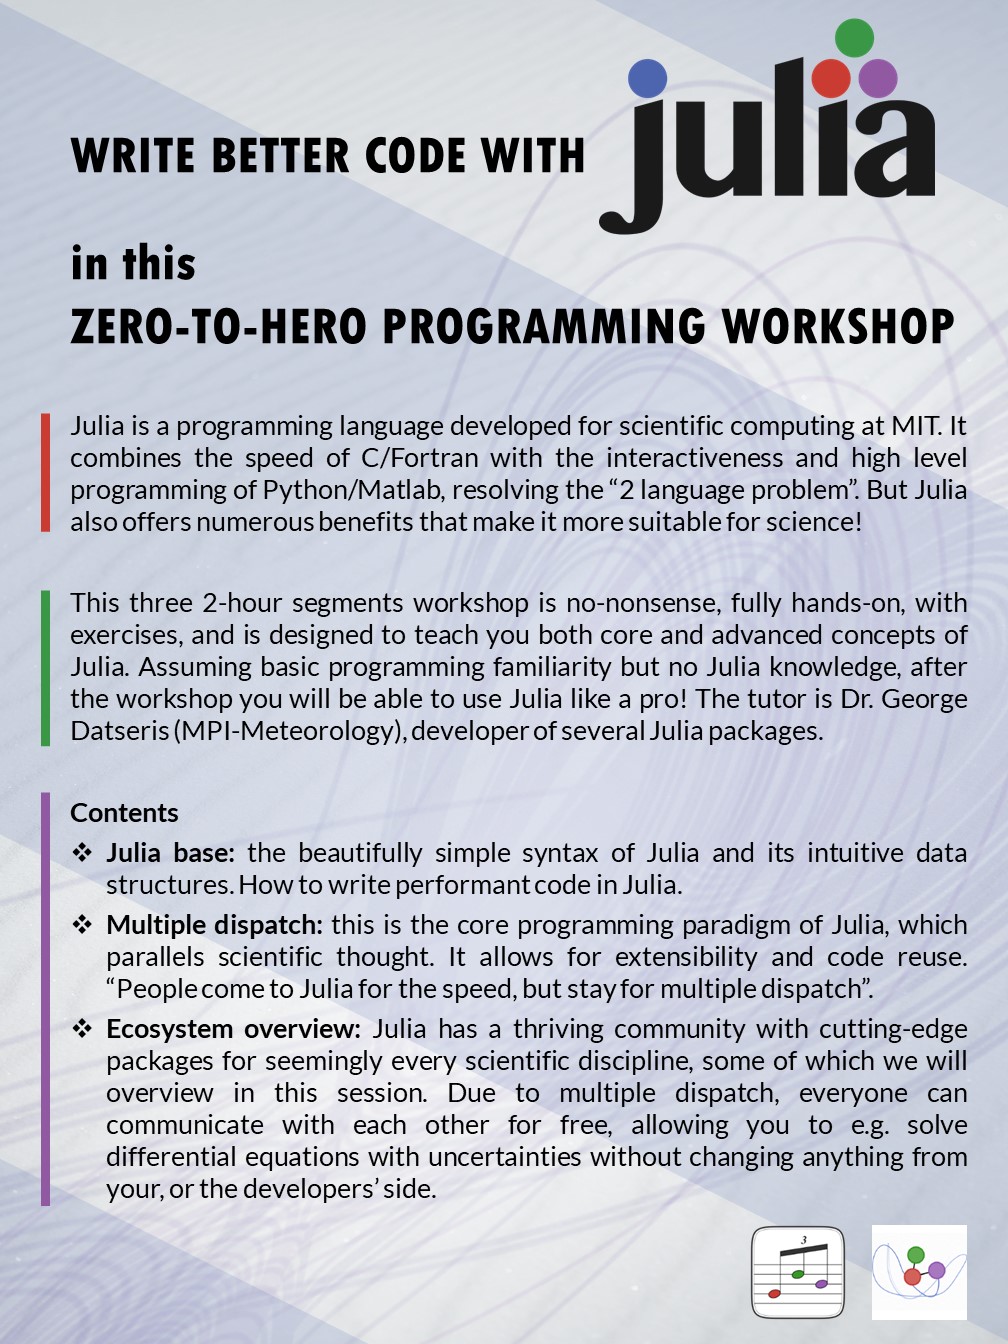 julia
WRITE BETTER CODE WITH
in this
ZERO-TO-HERO PROGRAMMING WORKSHOP
Julia is a programming language developed for scientific computing at MIT. It
combines the speed of C/Fortran with the interactiveness and high level
programming of Python/Matlab, resolving the “2 language problem”. But Julia
also offers numerous benefits that make it more suitable for science!
This three 2-hour segments workshop is no-nonsense, fully hands-on, with
exercises, and is designed to teach you both core and advanced concepts of
Julia. Assuming basic programming familiarity but no Julia knowledge, after
the workshop you will be able to use Julia like a pro! The tutor is Dr. George
Datseris (MPI-Meteorology), developer of several Julia packages.
Contents
❖ Julia base: the beautifully simple syntax of Julia and its intuitive data
structures. How to write performant code in Julia.
❖ Multiple dispatch: this is the core programming paradigm of Julia, which
parallels scientific thought. It allows for extensibility and code reuse.
“People come to Julia for the speed, but stay for multiple dispatch”.
❖ Ecosystem overview: Julia has a thriving community with cutting-edge
packages for seemingly every scientific discipline, some of which we will
overview in this session. Due to multiple dispatch, everyone can
communicate with each other for free, allowing you to e.g. solve
differential equations with uncertainties without changing anything from
your, or the developers’ side.
3